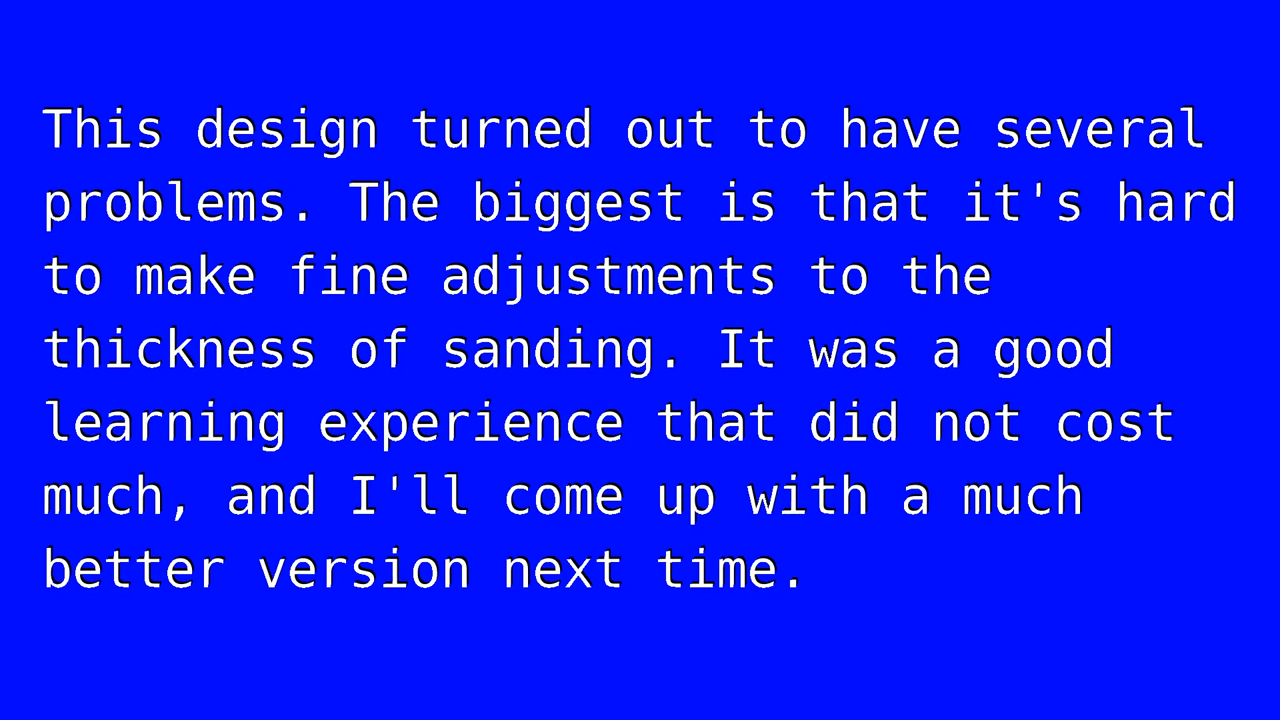 This design turned out to have several
problems. The biggest is that it's hard
to make fine adjustments to the
thickness of sanding. It was a good
learning experience that did not cost
much, and I'll come up with a much
better version next time.